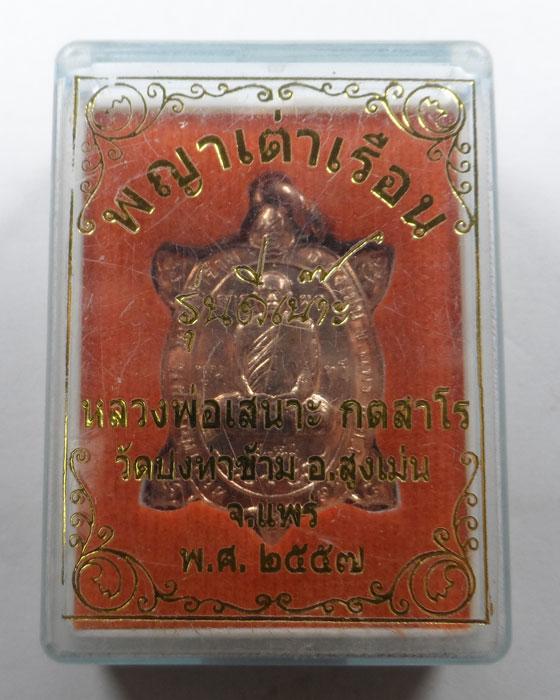 พญาเต่าเรือน
รุ่นตี่เน๊าะ
หลวงพ่อเสนาะ กตสาโร
วัดปงท่าข้าม อ.สูงเม่น
จ.แพร่
พ.ศ. ๒๕๕๗